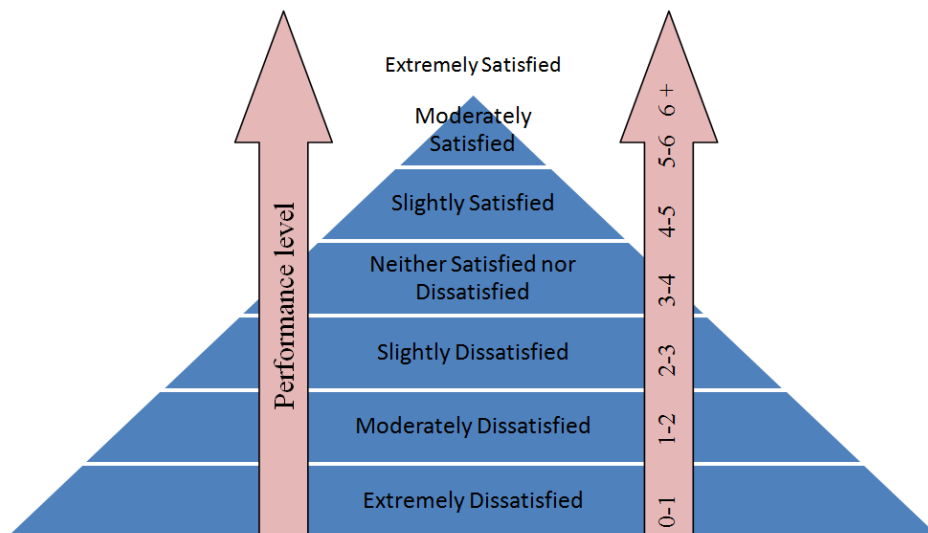 Extremely Satisfied
Moderately
Satisfied
Slightly Satisfied
Neither Satisfied nor
Dissatisfied
Slightly Dissatisfied
Moderately Dissatisfied
Extremely Dissatisfied
Performance level
6 +
5-6
4-5
3-4
2-3
1-2
0-1